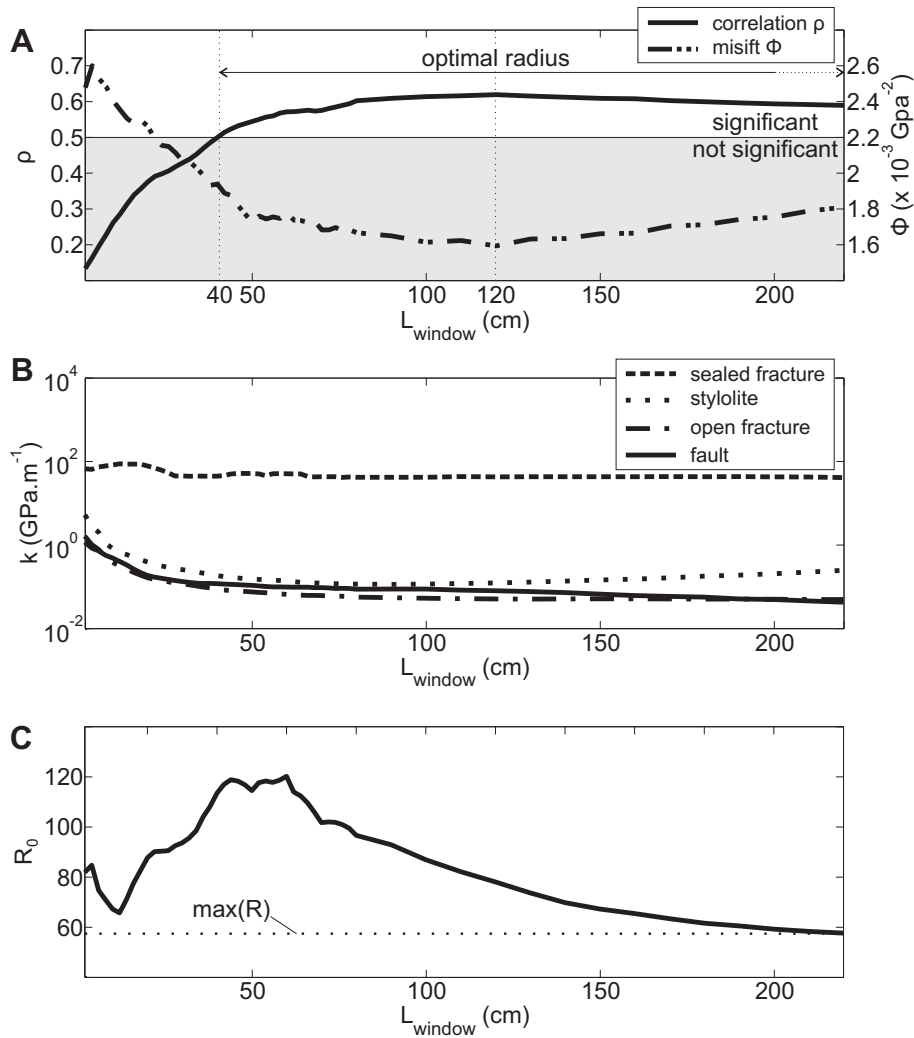 A
correlation ρ
misift Φ
optimal radius
0.7
0.6
0.5
0.4
0.3
0.2
ρ
2.6
2.4
2.2
2
1.8
1.6
Φ (x 10⁻³ Gpa⁻²)
significant
not significant
40 50 100 120 150 200
L_window (cm)
B
sealed fracture
stylolite
open fracture
fault
10⁴
10²
10⁰
10⁻²
k (GPa.m⁻¹)
50 100 150 200
L_window (cm)
C
120
100
80
60
R₀
max(R)
50 100 150 200
L_window (cm)